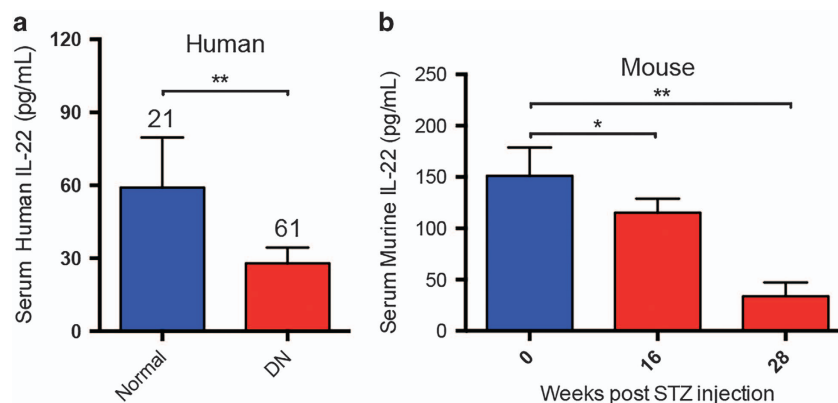 a
Human
Serum Human IL-22 (pg/mL)
120
90
60
30
0
**
21
61
Normal
DN
b
Mouse
Serum Murine IL-22 (pg/mL)
250
200
150
100
50
0
**
*
0
16
28
Weeks post STZ injection